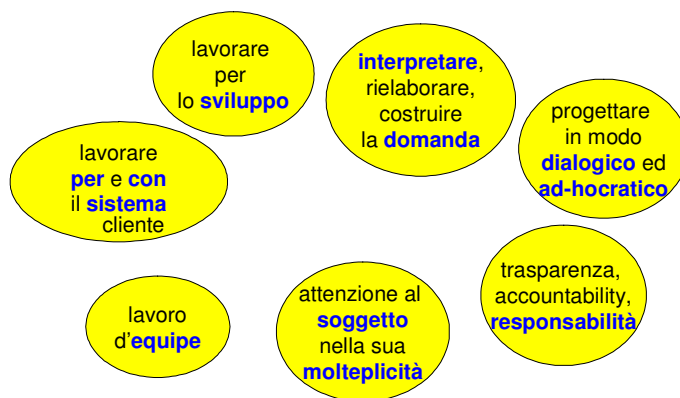 lavorare
per
lo sviluppo
interpretare,
rielaborare,
costruire
la domanda
progettare
in modo
dialogico ed
ad-hocratico
lavorare
per e con
il sistema
cliente
trasparenza,
accountability,
responsabilità
attenzione al
soggetto
nella sua
molteplicità
lavoro
d'equipe